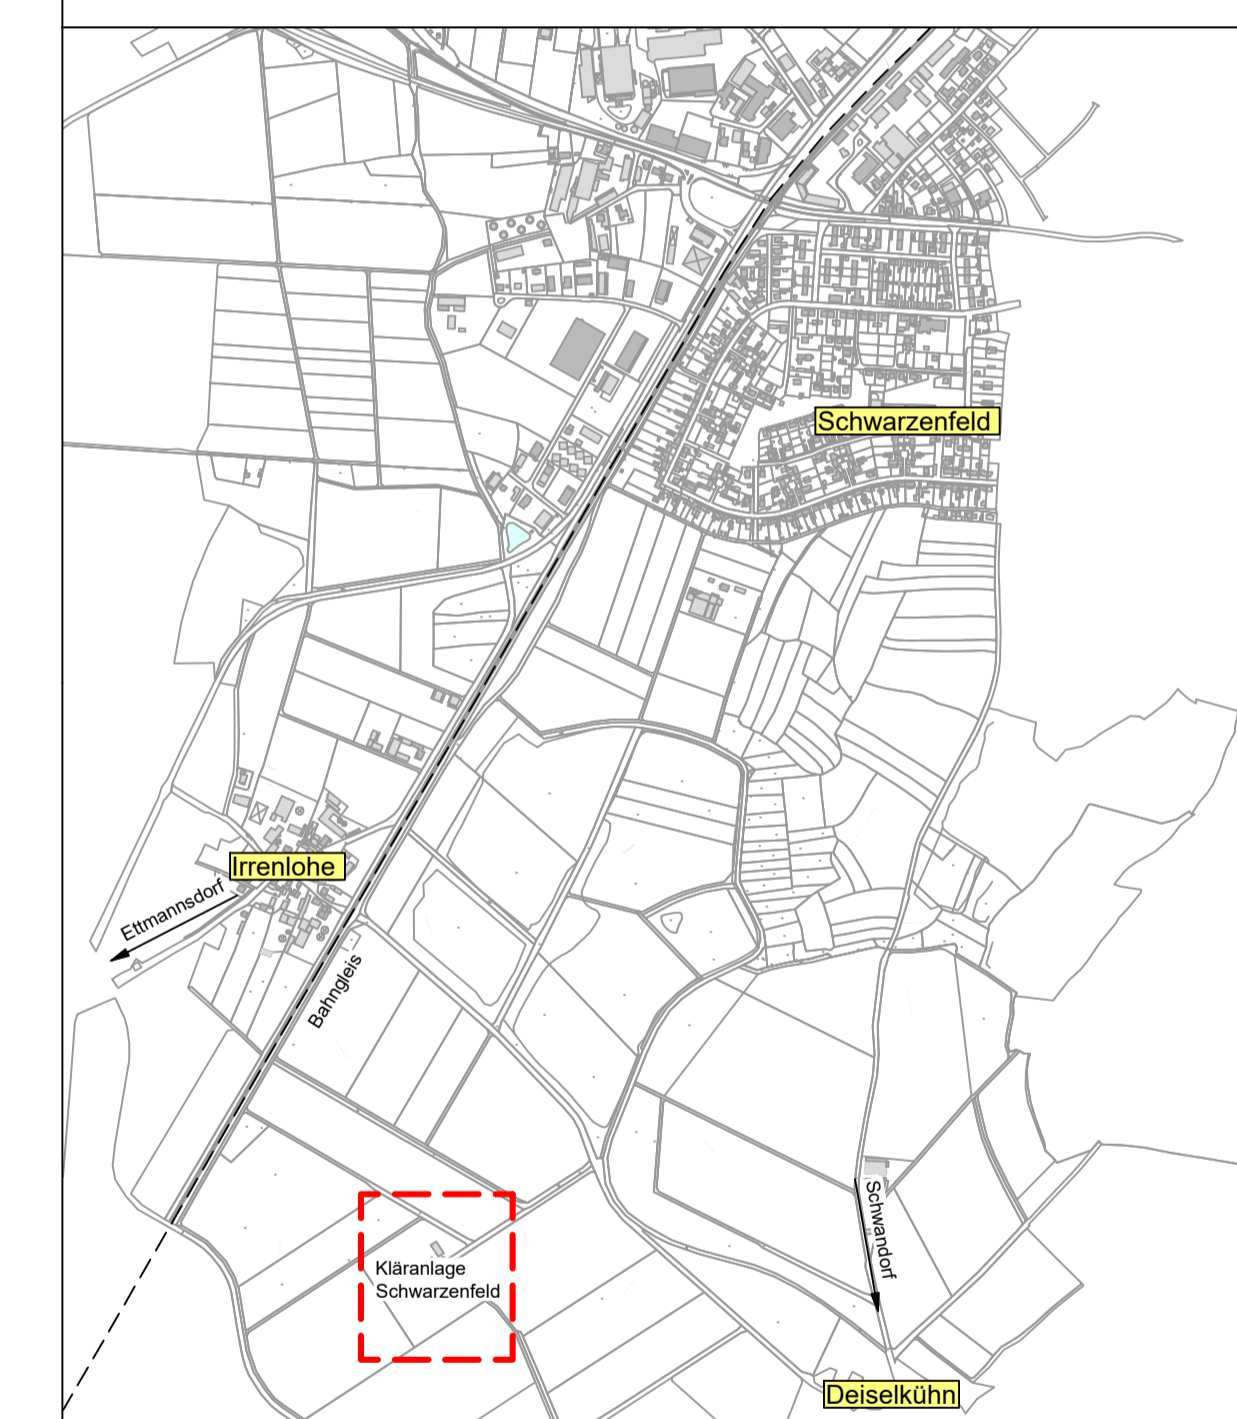 Schwarzenfeld
Irrenlohe
Ettmannsdorf
Bahngleis
Schwandorf
Kläranlage
Schwarzenfeld
Deiselkühn